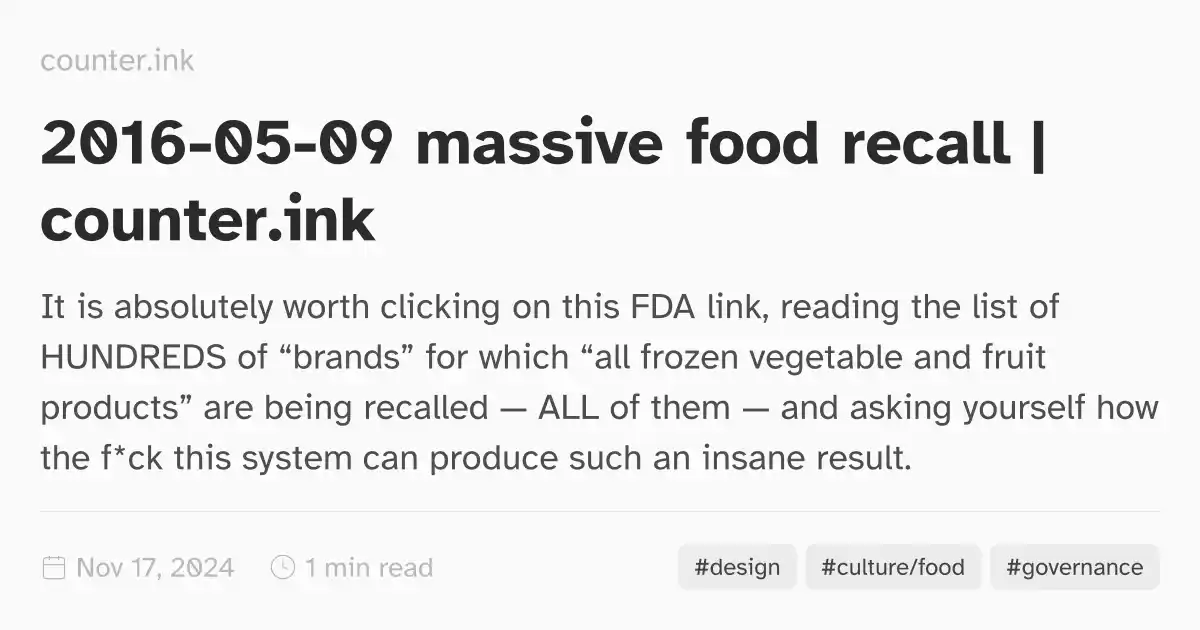 counter.ink
2016-05-09 massive food recall |
counter.ink
It is absolutely worth clicking on this FDA link, reading the list of
HUNDREDS of “brands” for which “all frozen vegetable and fruit
products” are being recalled — ALL of them — and asking yourself how
the f*ck this system can produce such an insane result.
Nov 17, 2024 1 min read #design #culture/food #governance